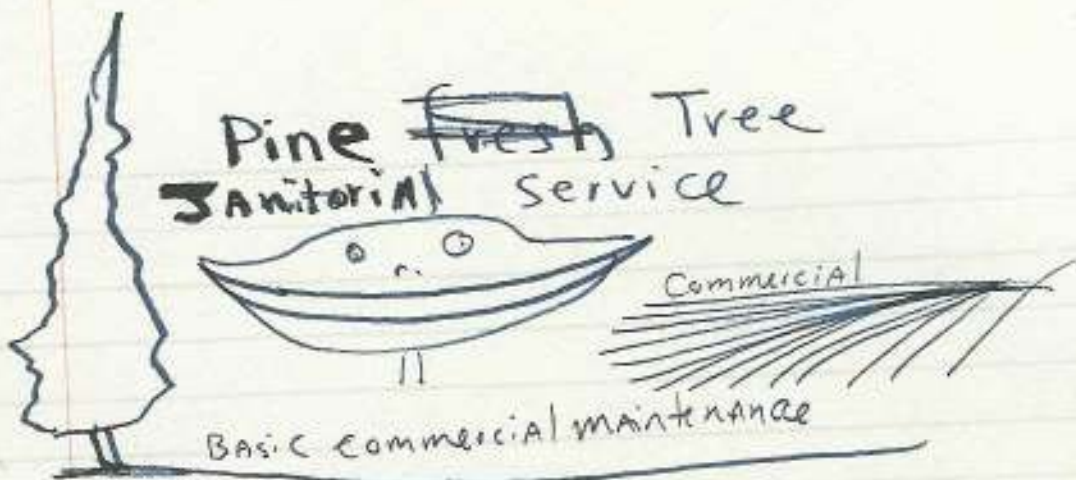 Pine fresh Tree
JANitoriAl Service
CommerciAl
BAsic commerciAl mAintenANce